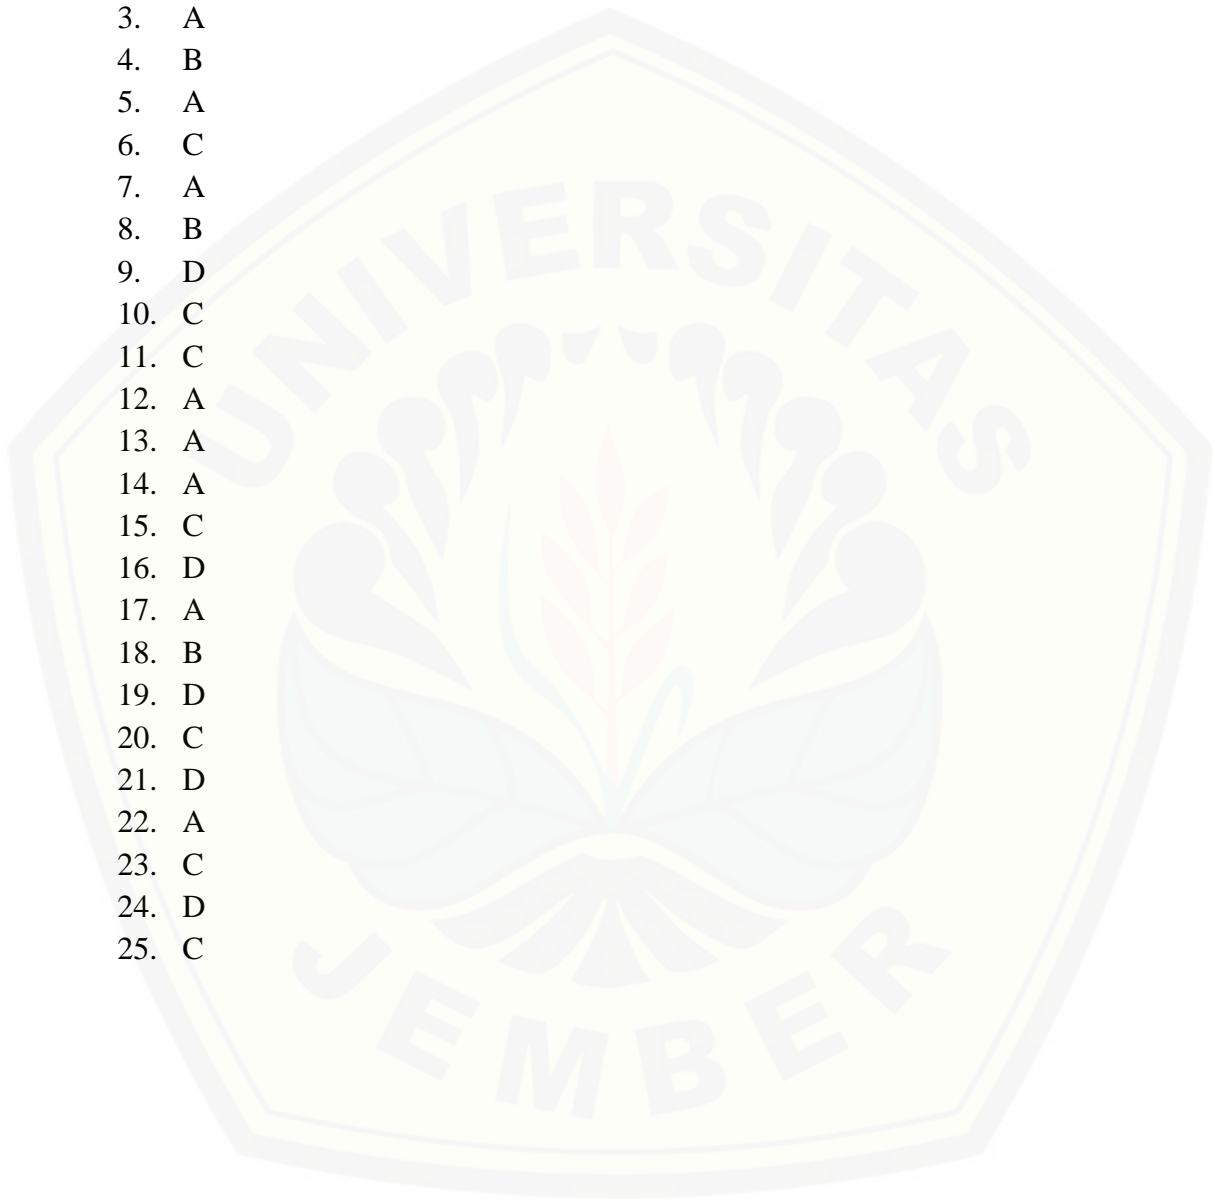 3. A
4. B
5. A
6. C
7. A
8. B
9. D
10. C
11. C
12. A
13. A
14. A
15. C
16. D
17. A
18. B
19. D
20. C
21. D
22. A
23. C
24. D
25. C
UNIVERSITAS
JEMBER